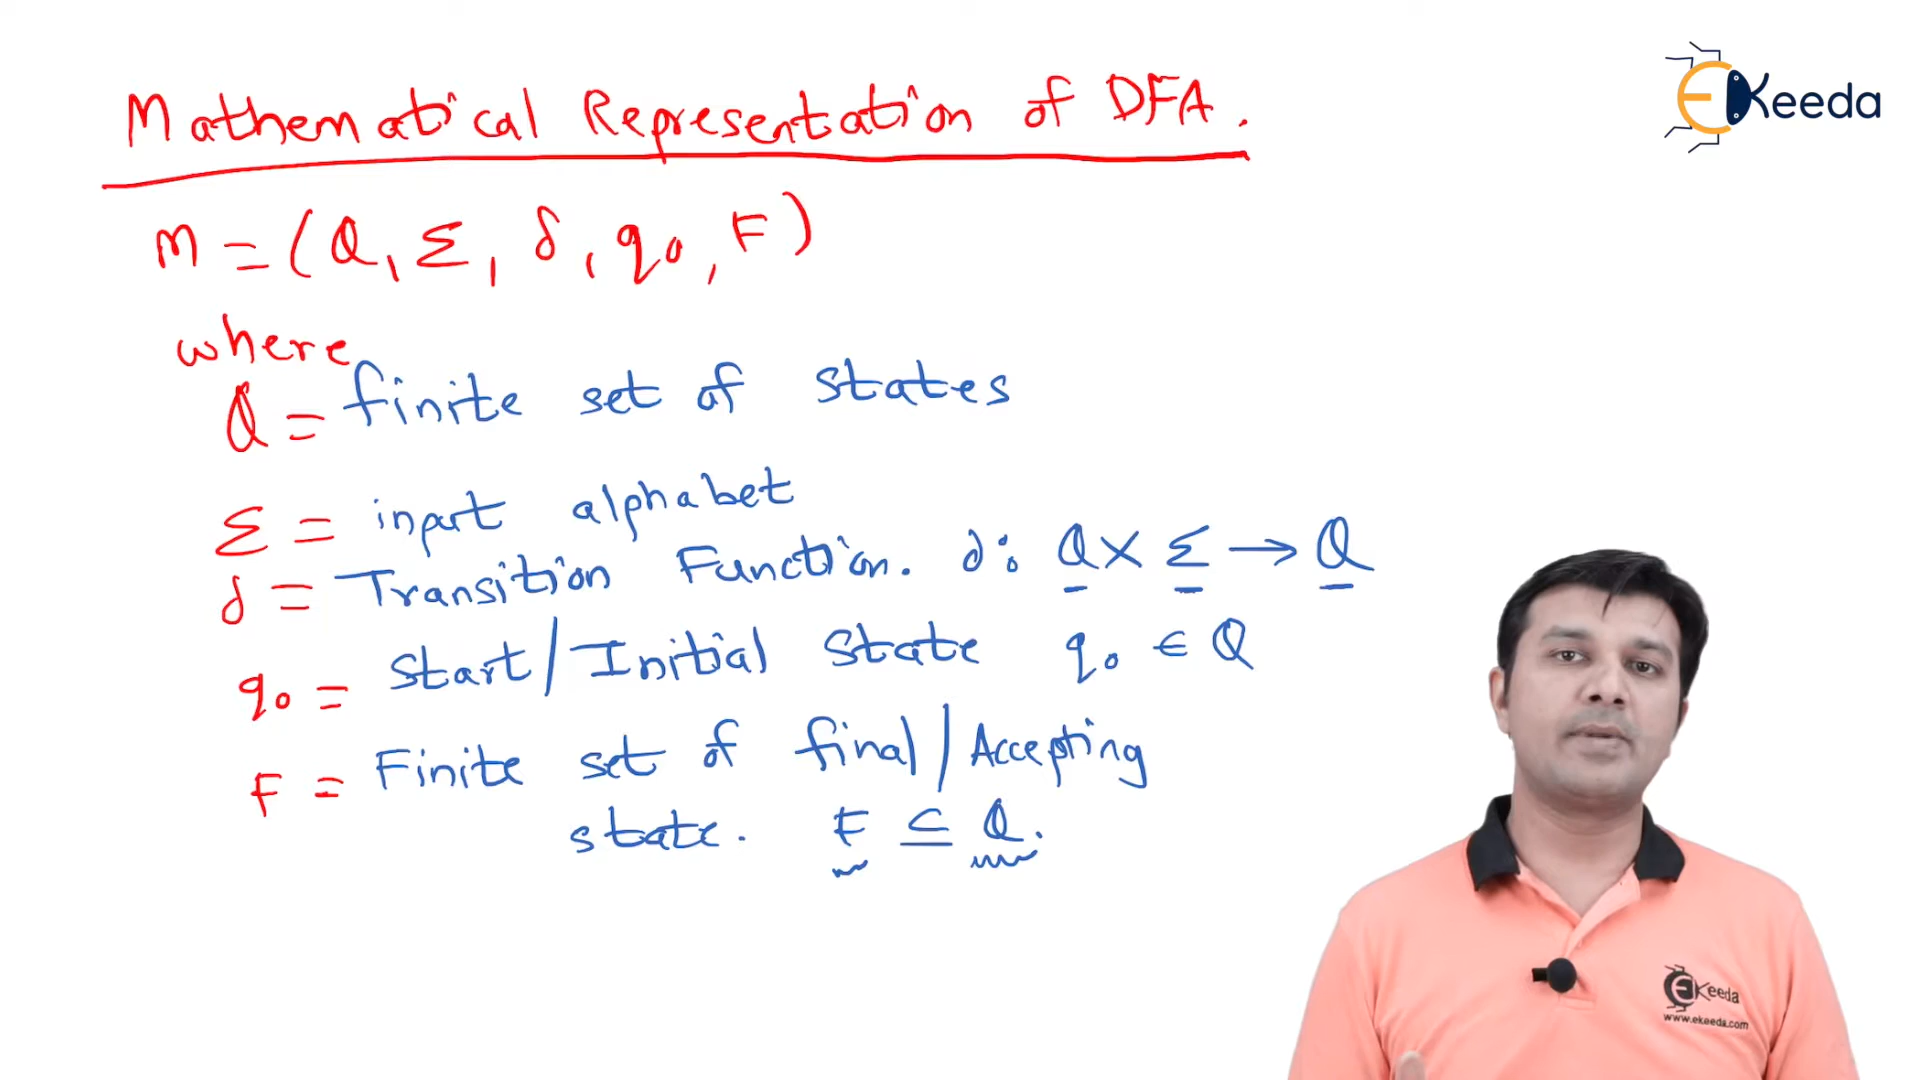 Mathematical Representation of DFA.
EKeeda
M = (Q, Σ, δ, q0, F)
where
Q = finite set of states
Σ = input alphabet
δ = Transition Function. δ: Q X Σ → Q
q0 = Start/Initial state q0 ∈ Q
F = Finite set of final/Accepting
state. F ⊆ Q.
EKeeda
www.ekeeda.com